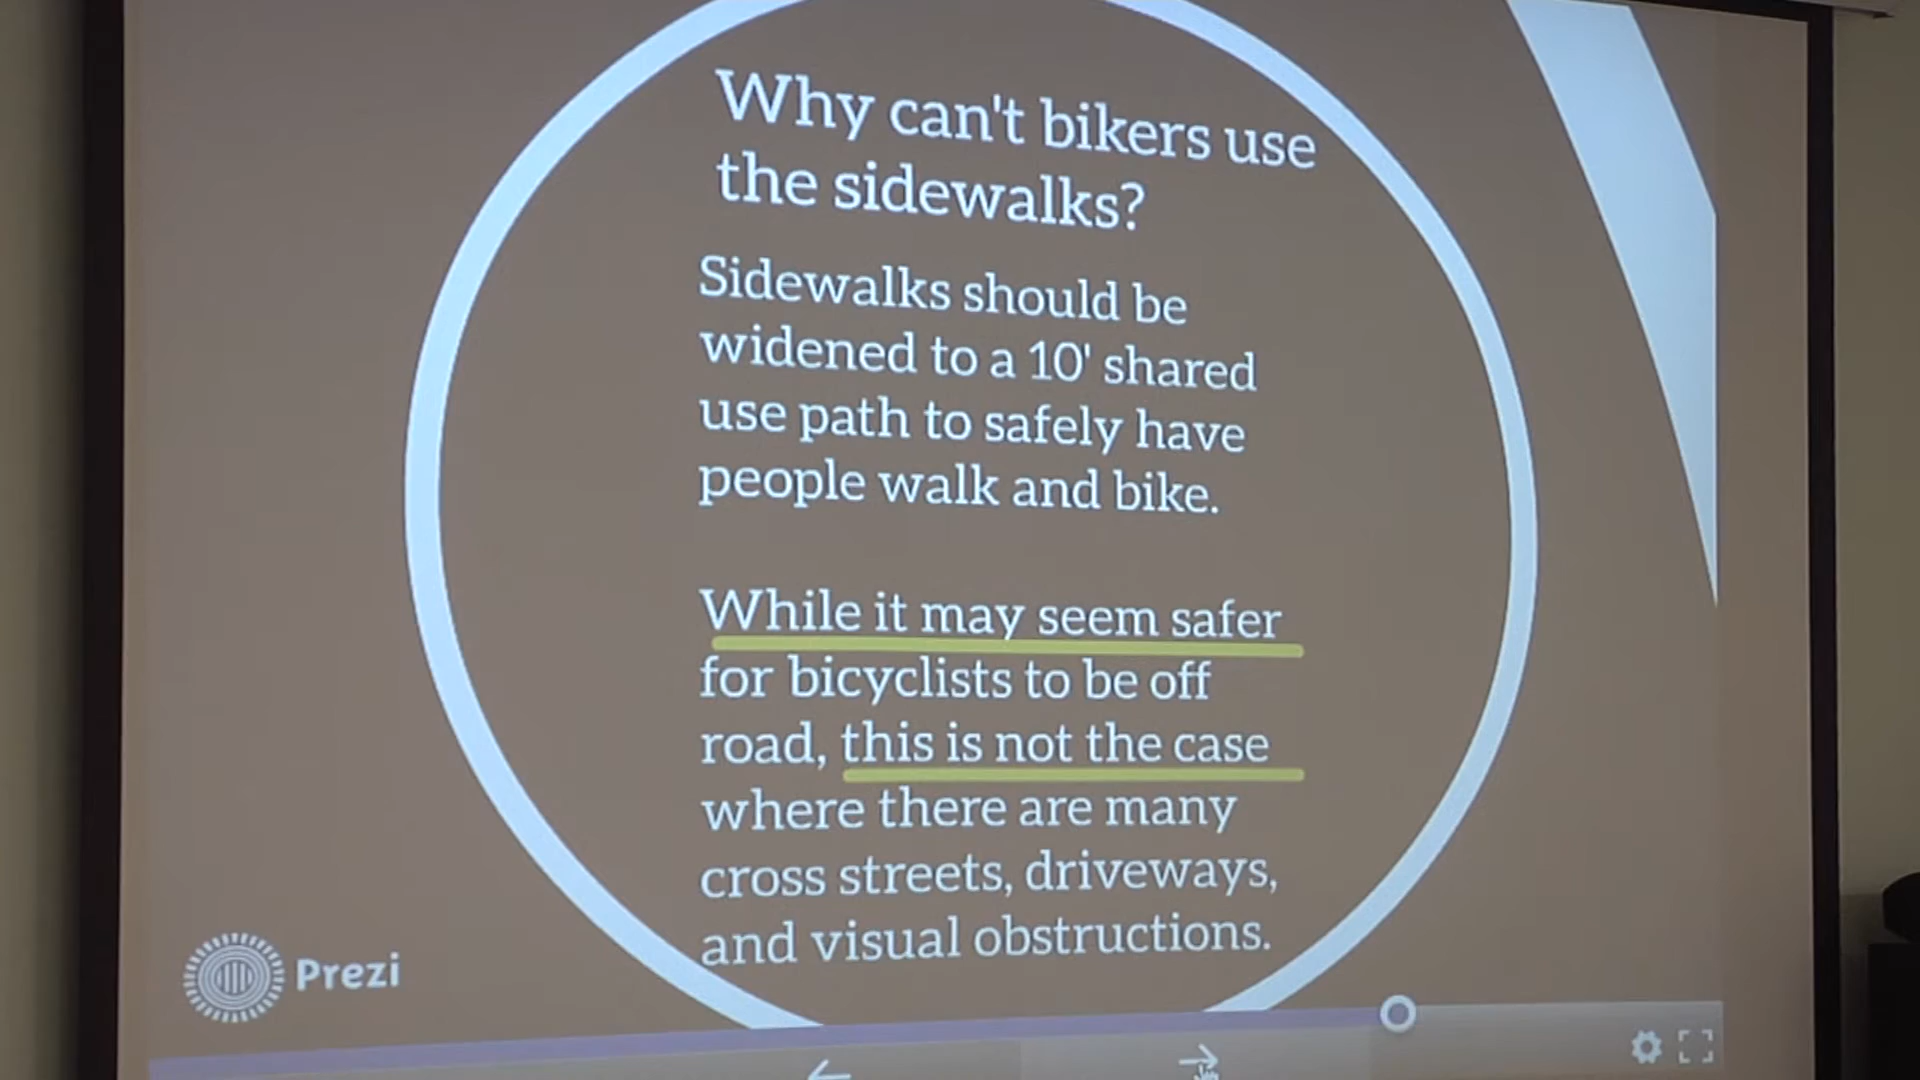 Why can't bikers use
the sidewalks?
Sidewalks should be
widened to a 10' shared
use path to safely have
people walk and bike.
While it may seem safer
for bicyclists to be off
road, this is not the case
where there are many
cross streets, driveways,
and visual obstructions.
Prezi